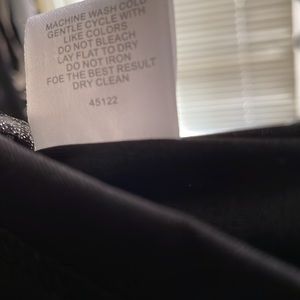 MACHINE WASH COLD
GENTLE CYCLE WITH
LIKE COLORS
DO NOT BLEACH
LAY FLAT TO DRY
DO NOT IRON
FOE THE BEST RESULT
DRY CLEAN
45122